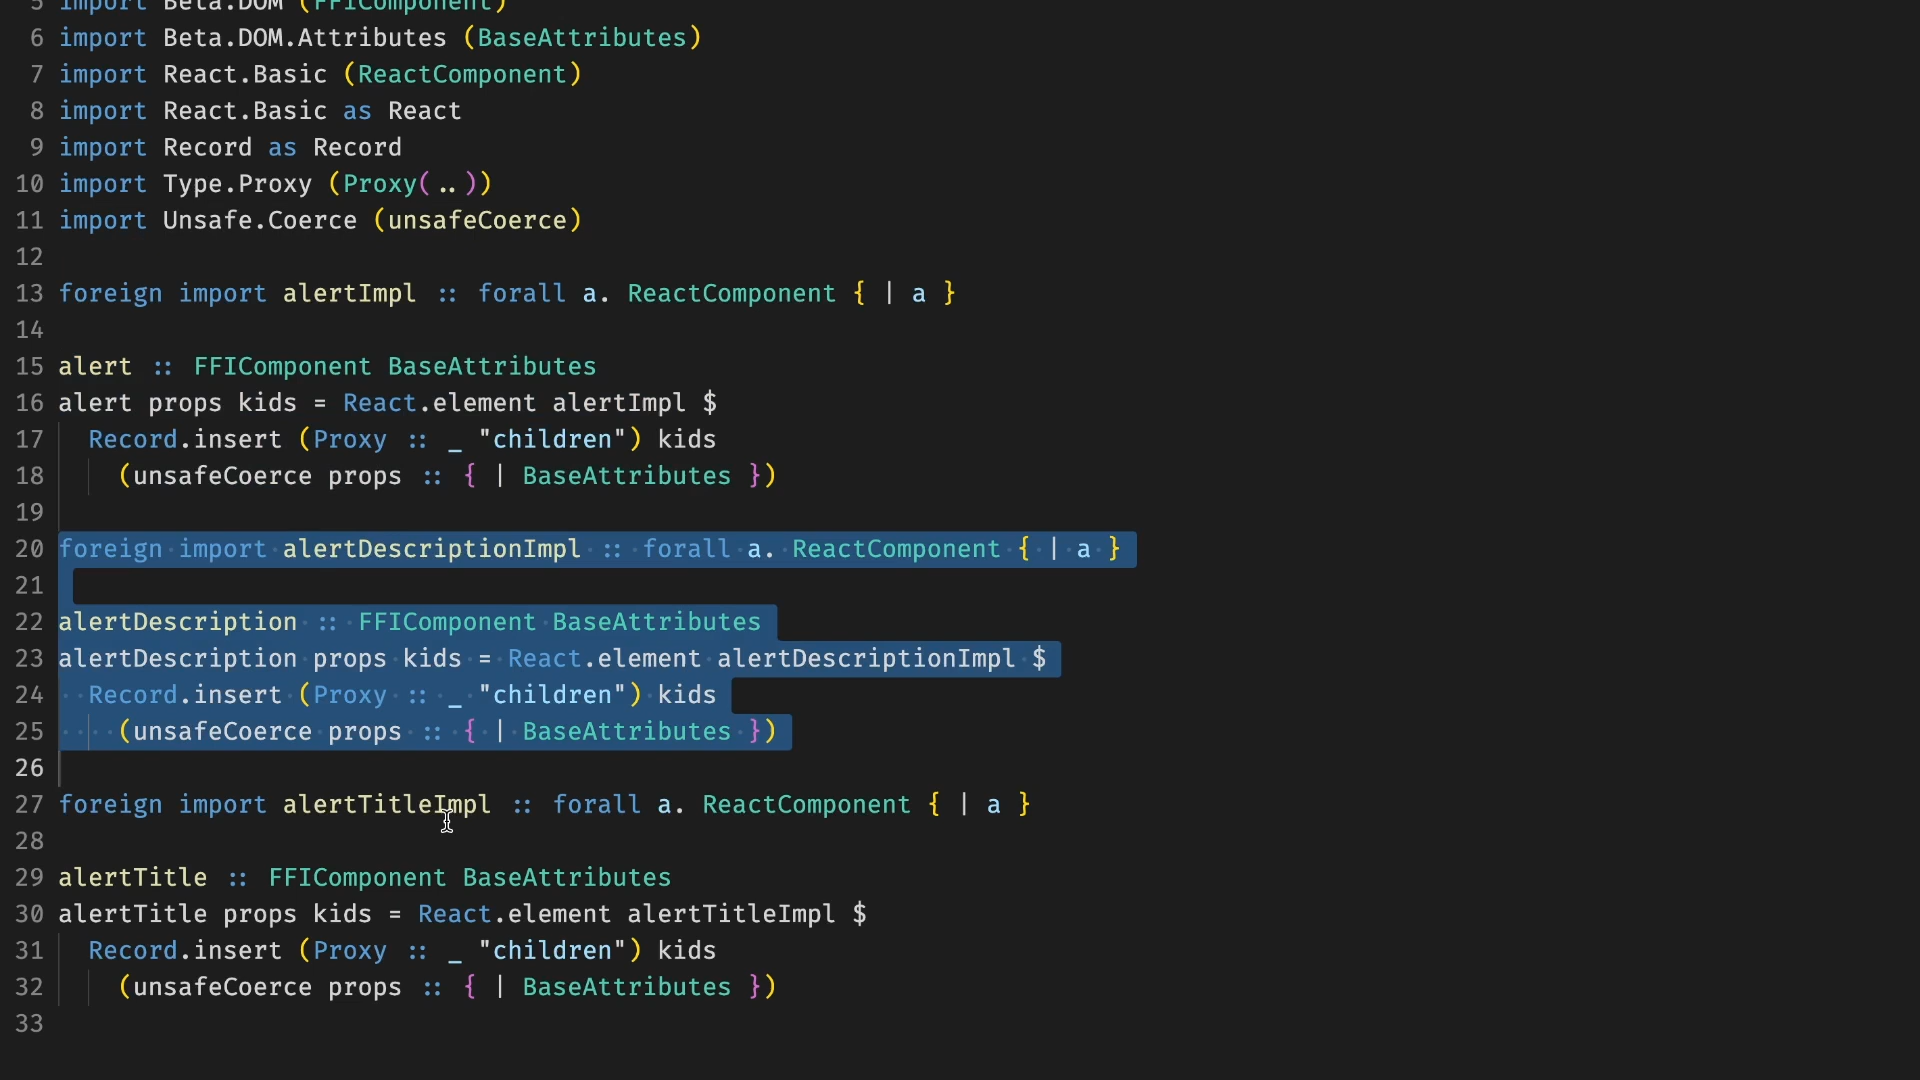 5 import Beta.DOM (FFIComponent)
6 import Beta.DOM.Attributes (BaseAttributes)
7 import React.Basic (ReactComponent)
8 import React.Basic as React
9 import Record as Record
10 import Type.Proxy (Proxy(..))
11 import Unsafe.Coerce (unsafeCoerce)
12
13 foreign import alertImpl :: forall a. ReactComponent { | a }
14
15 alert :: FFIComponent BaseAttributes
16 alert props kids = React.element alertImpl $
17   Record.insert (Proxy :: _ "children") kids
18     (unsafeCoerce props :: { | BaseAttributes })
19
20 foreign import alertDescriptionImpl :: forall a. ReactComponent { | a }
21
22 alertDescription :: FFIComponent BaseAttributes
23 alertDescription props kids = React.element alertDescriptionImpl $
24   Record.insert (Proxy :: _ "children") kids
25     (unsafeCoerce props :: { | BaseAttributes })
26
27 foreign import alertTitleImpl :: forall a. ReactComponent { | a }
28
29 alertTitle :: FFIComponent BaseAttributes
30 alertTitle props kids = React.element alertTitleImpl $
31   Record.insert (Proxy :: _ "children") kids
32     (unsafeCoerce props :: { | BaseAttributes })
33